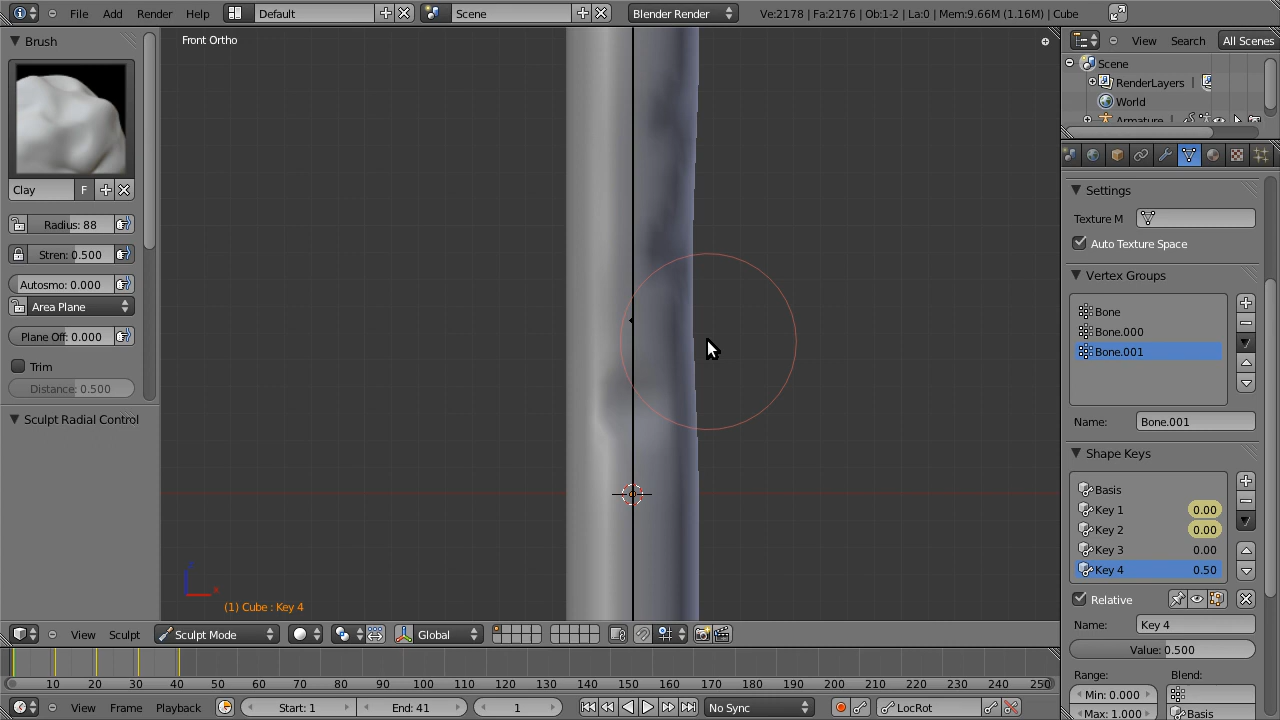 File Add Render Help Default Scene Blender Render Ve:2178 | Fa:2176 | Ob:1-2 | La:0 | Mem:9.66M (1.16M) | Cube
Brush
Clay F
Radius: 88
Stren: 0.500
Autosmo: 0.000
Area Plane
Plane Off: 0.000
Trim
Distance: 0.500
Sculpt Radial Control
Front Ortho
(1) Cube : Key 4
View Sculpt Sculpt Mode Global
View Search All Scenes
Scene
RenderLayers |
World
Armature
Settings
Texture M
Auto Texture Space
Vertex Groups
Bone
Bone.000
Bone.001
Name: Bone.001
Shape Keys
Basis
Key 1 0.00
Key 2 0.00
Key 3 0.00
Key 4 0.50
Relative
Name: Key 4
Value: 0.500
Range: Blend:
Min: 0.000
Max: 1.000 Basis
10 20 30 40 50 60 70 80 90 100 110 120 130 140 150 160 170 180 190 200 210 220 230 240 250
View Frame Playback Start: 1 End: 41 1 No Sync LocRot